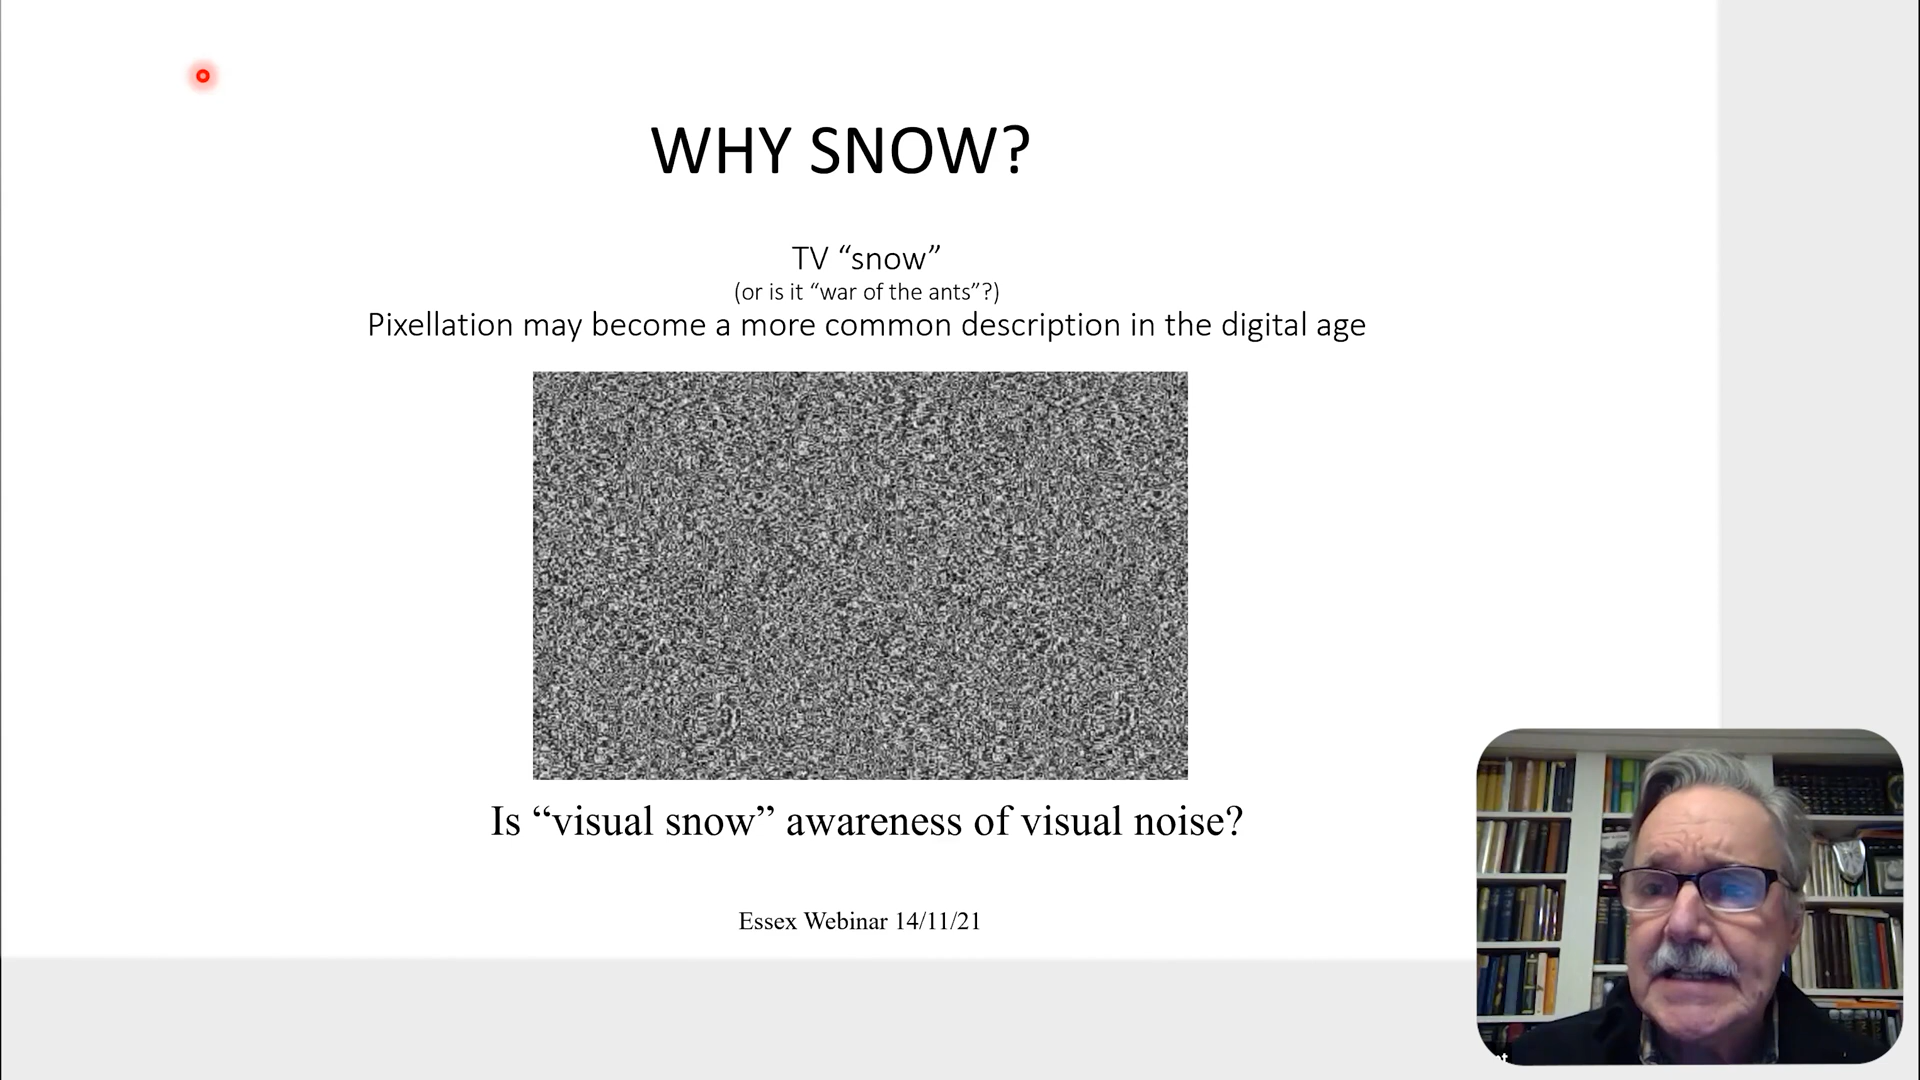 WHY SNOW?
TV “snow”
(or is it “war of the ants”?)
Pixellation may become a more common description in the digital age
Is “visual snow” awareness of visual noise?
Essex Webinar 14/11/21